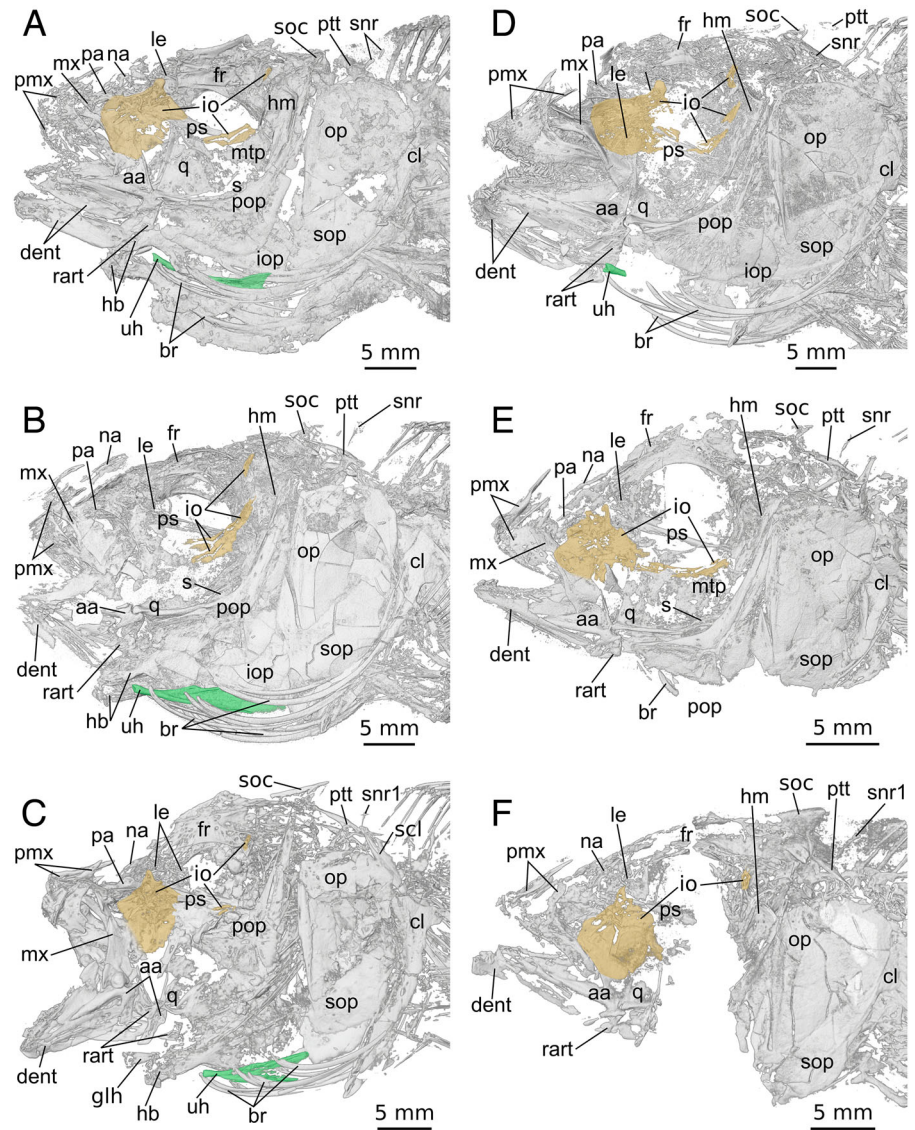 A
soc ptt snr
pmx mx pa na le
fr
io
hm
ps
op
mtp
q
cl
aa
s
pop
dent
sop
rart
iop
hb
uh
br
5 mm
D
soc
ptt
hm
fr
snr
pa
mx
le
pmx
io
op
ps
cl
aa
q
pop
dent
sop
rart
iop
uh
br
5 mm
B
soc
ptt
snr
hm
na
fr
le
pa
mx
io
ps
op
pmx
cl
s
q
pop
aa
sop
dent
rart
iop
hb
uh
br
5 mm
E
hm
soc
ptt
snr
fr
le
na
pa
pmx
io
ps
op
mx
mtp
cl
s
aa
q
dent
sop
rart
br
pop
5 mm
C
soc
ptt
snr1
le
na
fr
scl
pa
pmx
io
op
ps
pop
cl
mx
aa
q
sop
rart
dent
glh
hb
uh
br
5 mm
F
soc
hm
ptt
snr1
le
fr
na
pmx
io
ps
op
cl
dent
aa
q
rart
sop
5 mm